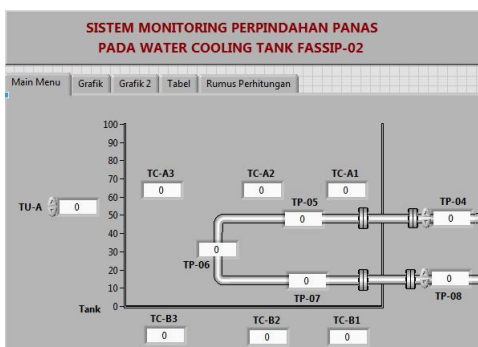 SISTEM MONITORING PERPINDAHAN PANAS
PADA WATER COOLING TANK FASSIP-02
Main Menu Grafik Grafik 2 Tabel Rumus Perhitungan
100
90
80
TC-A3 TC-A2 TC-A1
70
0 0 0
60
TU-A 0
TP-05 TP-04
50
0 0
40
30
0
TP-06
20
0 0
10
TP-07 TP-08
Tank 0
TC-B3 TC-B2 TC-B1
0 0 0